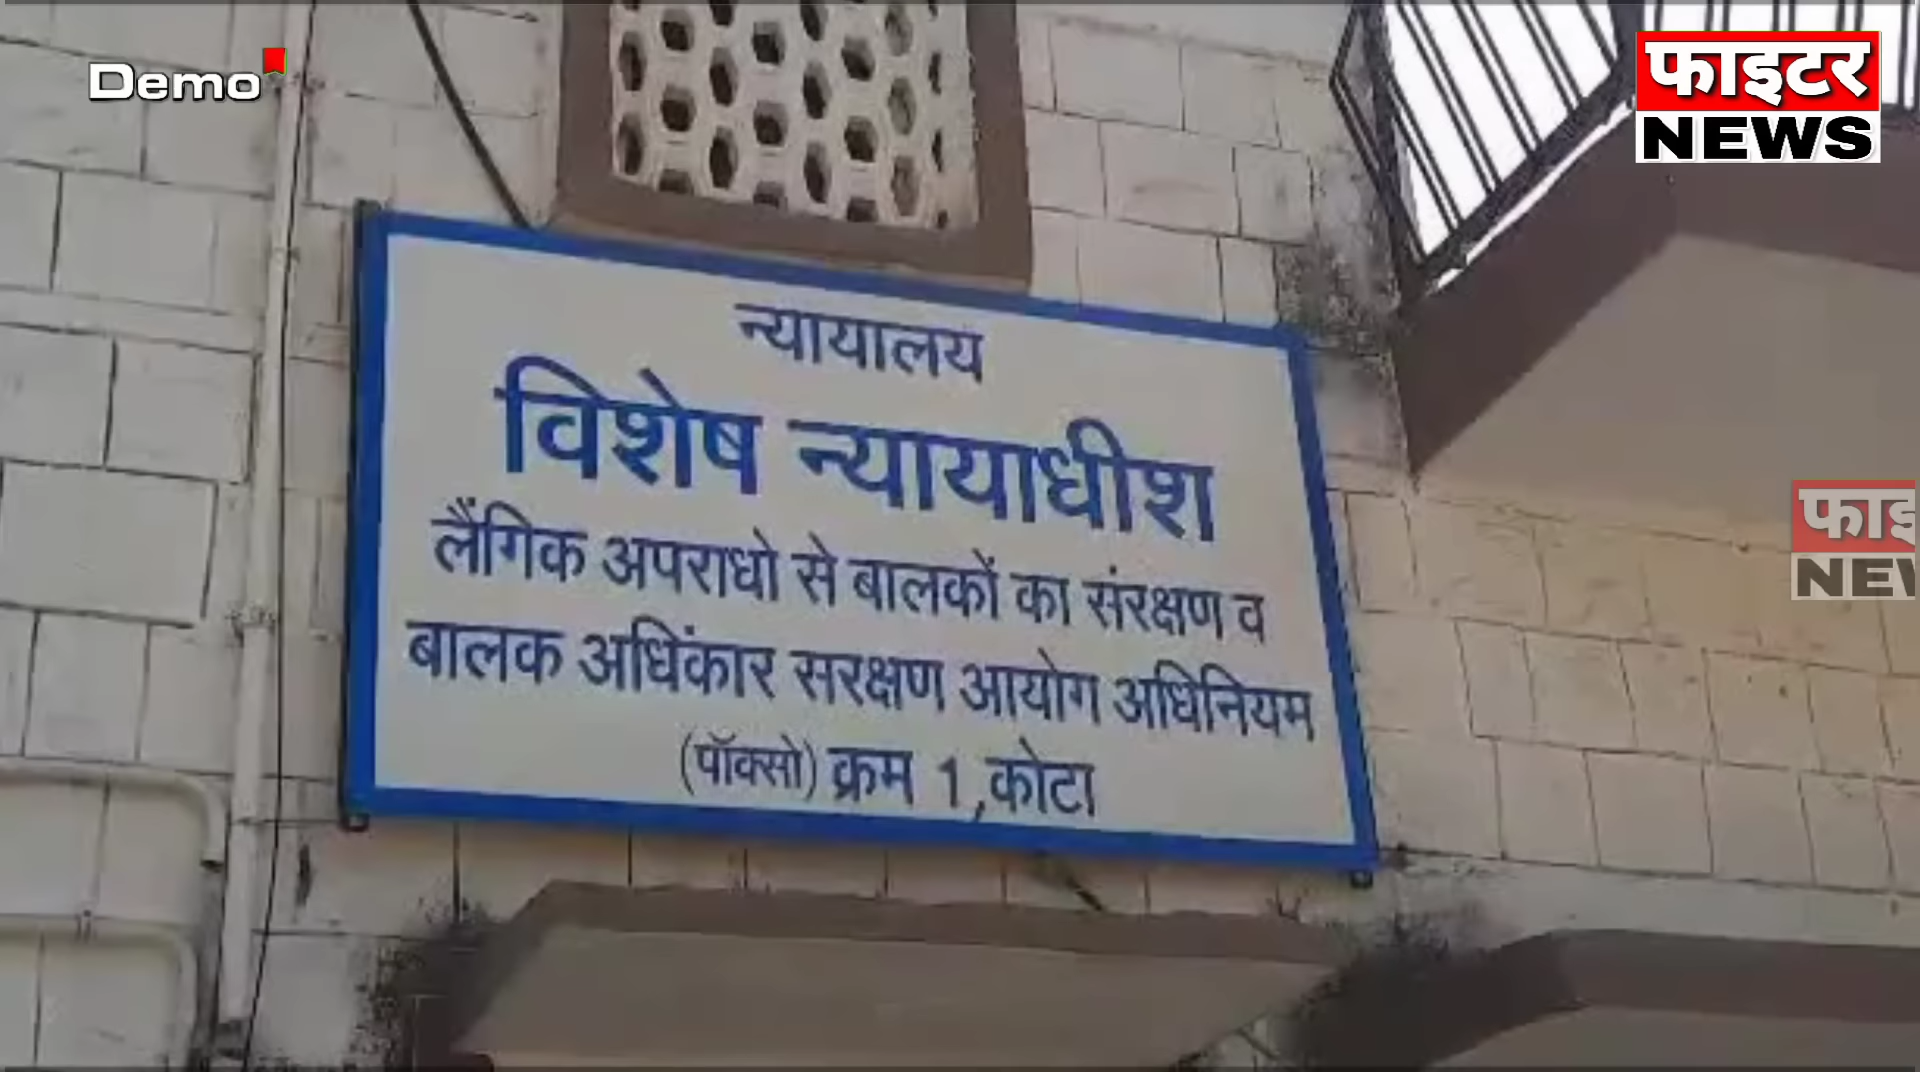 Demo
फाइटर
NEWS
न्यायालय
विशेष न्यायाधीश
लैंगिक अपराधो से बालकों का संरक्षण व
बालक अधिंकार सरक्षण आयोग अधिनियम
(पॉक्सो) क्रम 1,कोटा